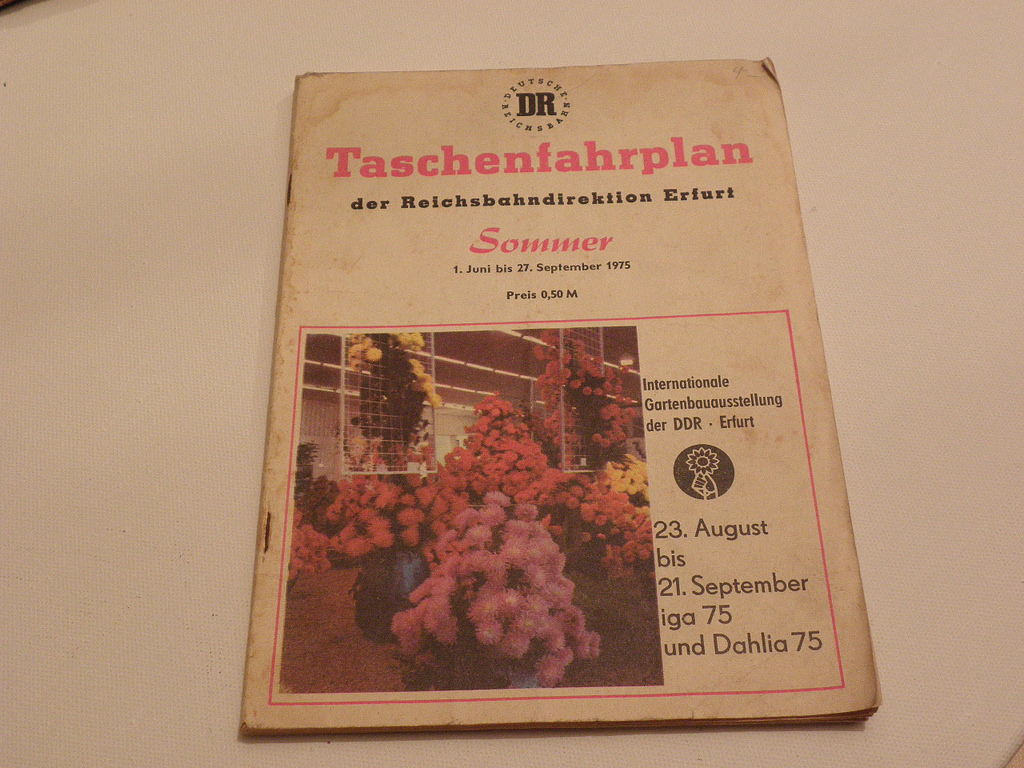 DEUTSCHE REICHSBAHN
DR
Taschenfahrplan
der Reichsbahndirektion Erfurt
Sommer
1. Juni bis 27. September 1975
Preis 0,50 M
Internationale
Gartenbauausstellung
der DDR · Erfurt
23. August
bis
21. September
iga 75
und Dahlia 75